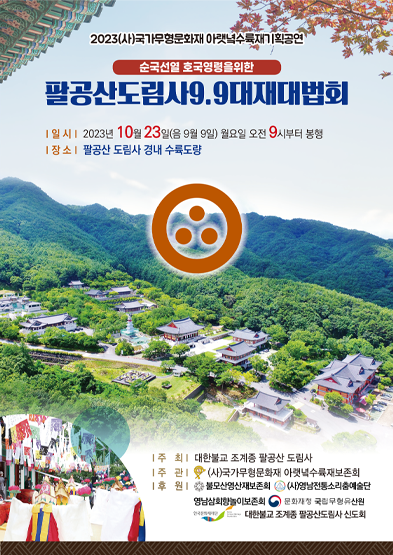 2023(사)국가무형문화재 아랫녘수륙재기획공연
순국선열 호국영령을위한
팔공산도림사9.9대재대법회
| 일 시 | 2023년 10월 23일(음 9월 9일) 월요일 오전 9시부터 봉행
| 장 소 | 팔공산 도림사 경내 수륙도량
| 주 최 | 대한불교 조계종 팔공산 도림사
| 주 관 | (사)국가무형문화재 아랫녘수륙재보존회
| 후 원 | 불모산영산재보존회 (사)영남전통소리춤예술단
영남삼회향놀이보존회 문화재청 국립무형유산원
한국문화재재단 대한불교 조계종 팔공산도림사 신도회